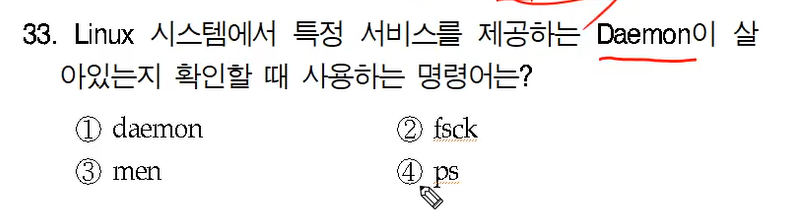 33. Linux 시스템에서 특정 서비스를 제공하는 Daemon이 살
아있는지 확인할 때 사용하는 명령어는?
① daemon ② fsck
③ men ④ ps